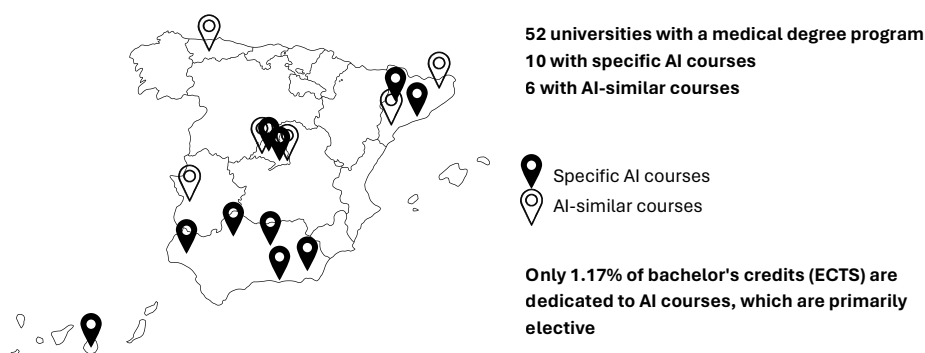 52 universities with a medical degree program
10 with specific AI courses
6 with AI-similar courses
Specific AI courses
AI-similar courses
Only 1.17% of bachelor's credits (ECTS) are
dedicated to AI courses, which are primarily
elective